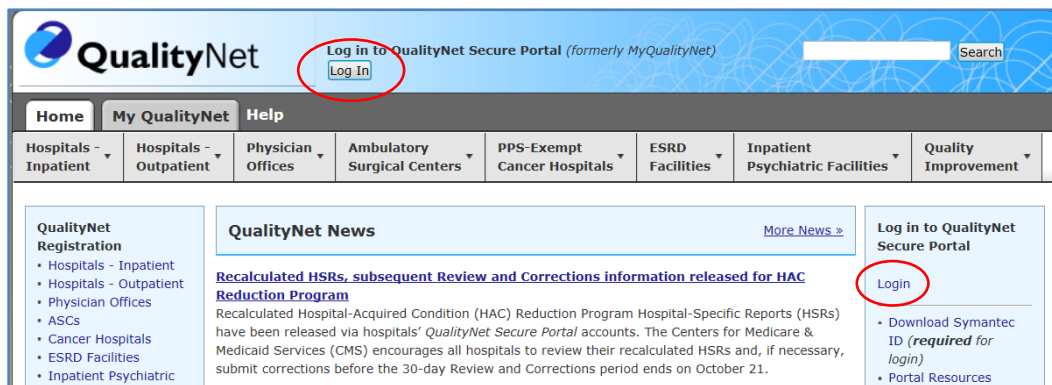 QualityNet
Log in to QualityNet Secure Portal (formerly MyQualityNet)
Log In
Search
Home
My QualityNet
Help
Hospitals -
Inpatient
Hospitals -
Outpatient
Physician
Offices
Ambulatory
Surgical Centers
PPS-Exempt
Cancer Hospitals
ESRD
Facilities
Inpatient
Psychiatric Facilities
Quality
Improvement
QualityNet
Registration
• Hospitals - Inpatient
• Hospitals - Outpatient
• Physician Offices
• ASCs
• Cancer Hospitals
• ESRD Facilities
• Inpatient Psychiatric
QualityNet News
More News »
Recalculated HSRs, subsequent Review and Corrections information released for HAC
Reduction Program
Recalculated Hospital-Acquired Condition (HAC) Reduction Program Hospital-Specific Reports (HSRs)
have been released via hospitals' QualityNet Secure Portal accounts. The Centers for Medicare &
Medicaid Services (CMS) encourages all hospitals to review their recalculated HSRs and, if necessary,
submit corrections before the 30-day Review and Corrections period ends on October 21.
Log in to QualityNet
Secure Portal
Login
• Download Symantec
ID (required for
login)
• Portal Resources